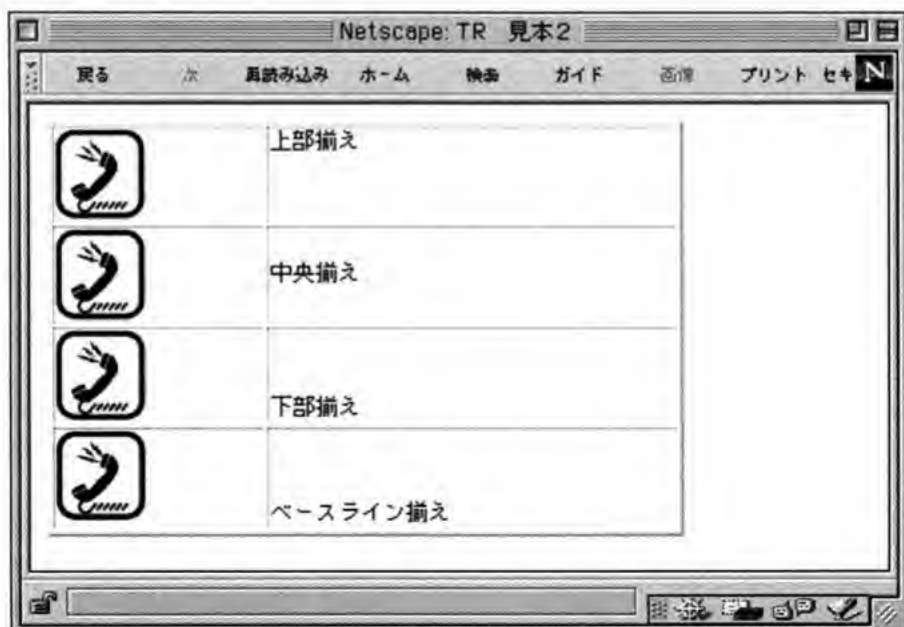 Netscape: TR 見本2
戻る 次 再読み込み ホーム 検索 ガイド 画像 プリント セキ N
上部揃え
中央揃え
下部揃え
ベースライン揃え